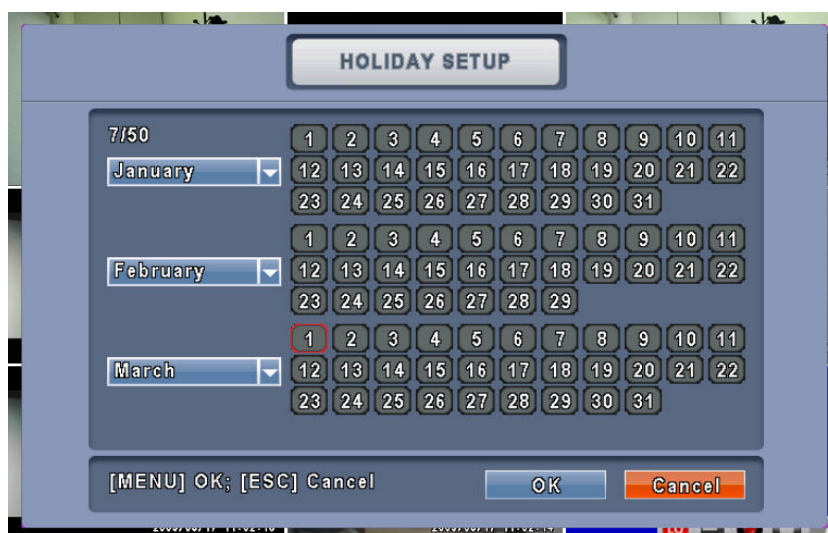 HOLIDAY SETUP
7/50
1 2 3 4 5 6 7 8 9 10 11
January
12 13 14 15 16 17 18 19 20 21 22
23 24 25 26 27 28 29 30 31
1 2 3 4 5 6 7 8 9 10 11
February
12 13 14 15 16 17 18 19 20 21 22
23 24 25 26 27 28 29
1 2 3 4 5 6 7 8 9 10 11
March
12 13 14 15 16 17 18 19 20 21 22
23 24 25 26 27 28 29 30 31
[MENU] OK; [ESC] Cancel
OK
Cancel